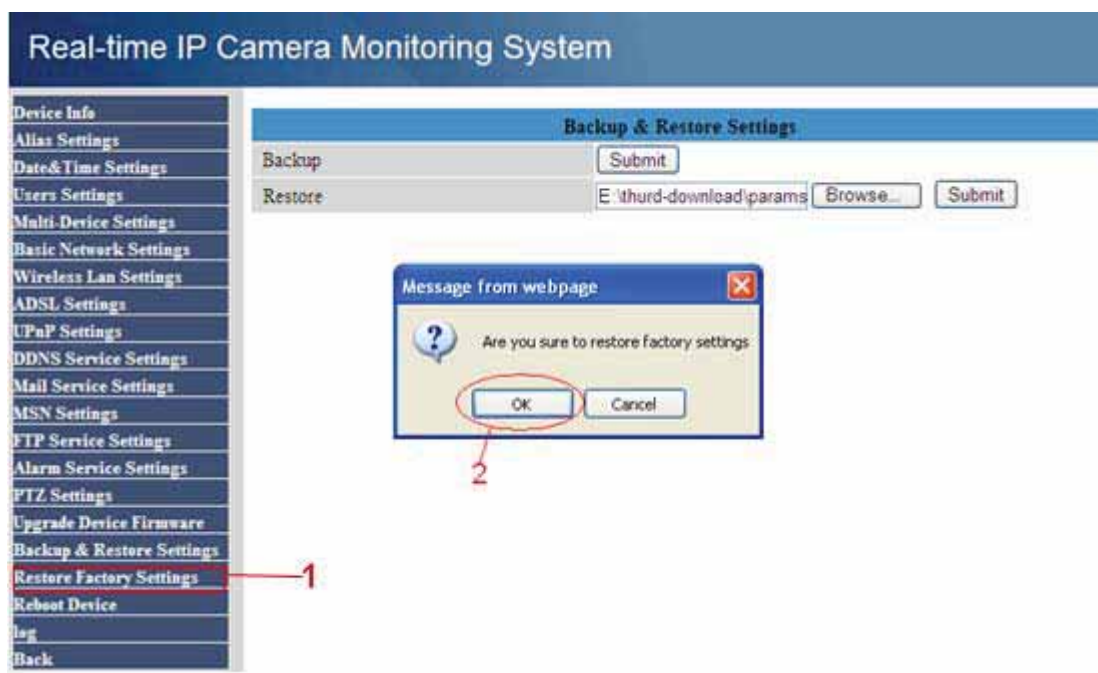 Real-time IP Camera Monitoring System
Device Info
Alias Settings
Date&Time Settings
Users Settings
Multi-Device Settings
Basic Network Settings
Wireless Lan Settings
ADSL Settings
UPnP Settings
DDNS Service Settings
Mail Service Settings
MSN Settings
FTP Service Settings
Alarm Service Settings
PTZ Settings
Upgrade Device Firmware
Backup & Restore Settings
Restore Factory Settings
Reboot Device
log
Back
1
Backup & Restore Settings
Backup Submit
Restore E:\thurd-download\params Browse... Submit
Message from webpage
Are you sure to restore factory settings
OK Cancel
2